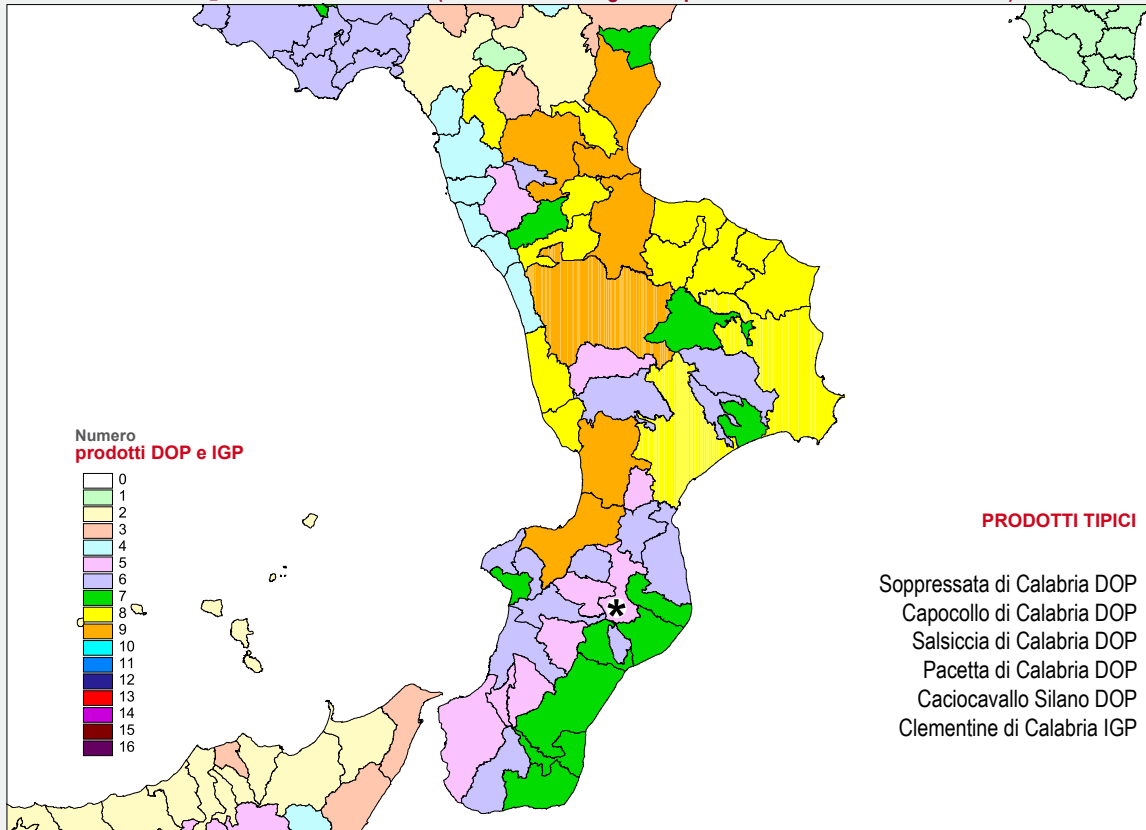 Numero
prodotti DOP e IGP
0
1
2
3
4
5
6
7
8
9
10
11
12
13
14
15
16
*
PRODOTTI TIPICI
Soppressata di Calabria DOP
Capocollo di Calabria DOP
Salsiccia di Calabria DOP
Pacetta di Calabria DOP
Caciocavallo Silano DOP
Clementine di Calabria IGP